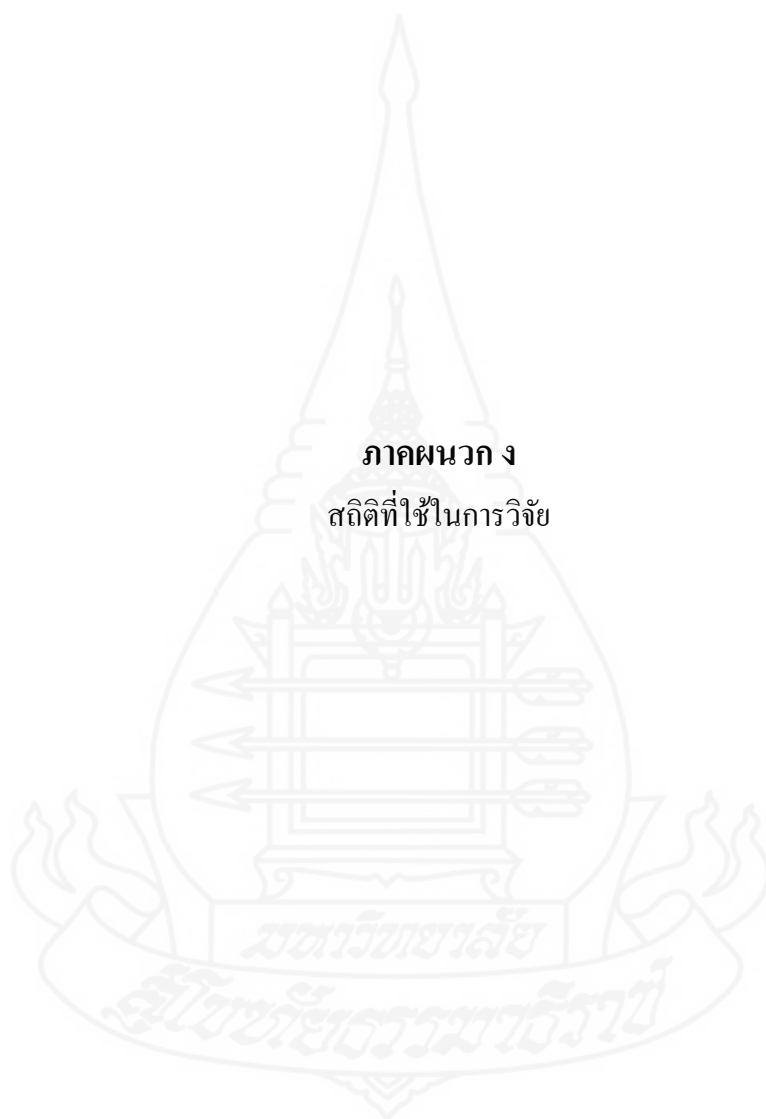 ภาคผนวก ง
สถิติที่ใช้ในการวิจัย
มหาวิทยาลัย
สุโขทัยธรรมาธิราช